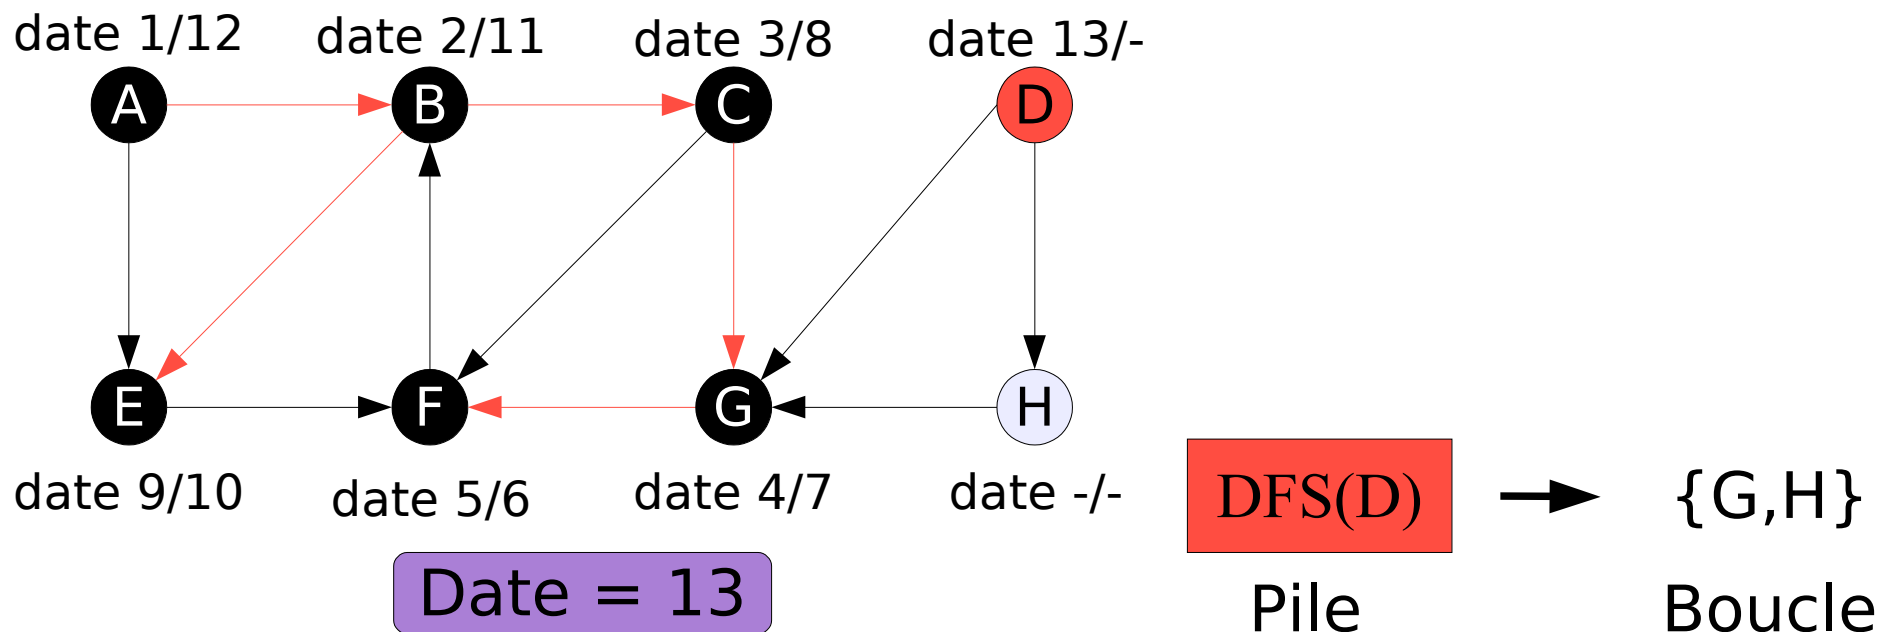 date 1/12
date 2/11
date 3/8
date 13/-
A
B
C
D
E
F
G
H
date 9/10
date 5/6
date 4/7
date -/-
DFS(D)
{G,H}
Date = 13
Pile
Boucle